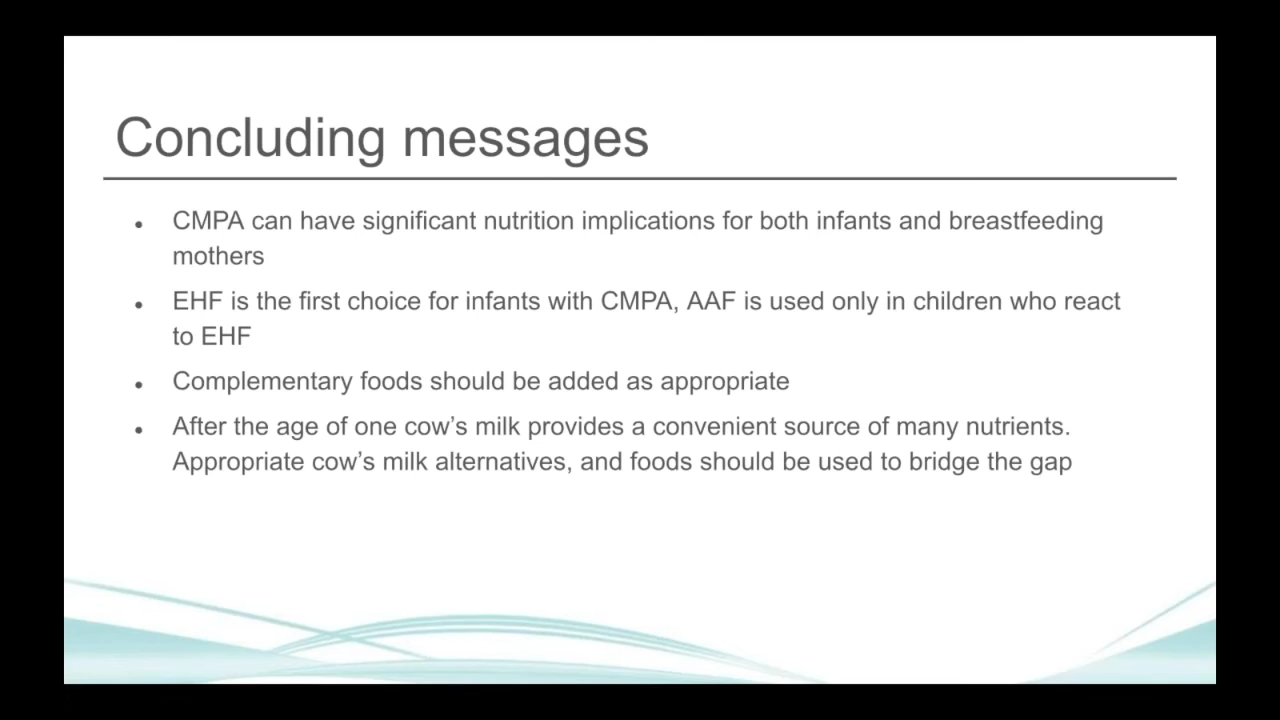 Concluding messages
• CMPA can have significant nutrition implications for both infants and breastfeeding
mothers
• EHF is the first choice for infants with CMPA, AAF is used only in children who react
to EHF
• Complementary foods should be added as appropriate
• After the age of one cow’s milk provides a convenient source of many nutrients.
Appropriate cow’s milk alternatives, and foods should be used to bridge the gap